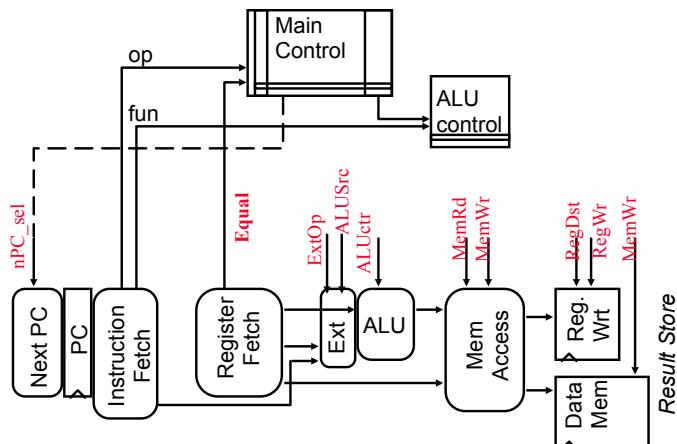 Main
Control
op
ALU
control
fun
nPC_sel
Equal
ExtOp
ALUSrc
ALUctr
MemRd
MemWr
RegDst
RegWr
MemWr
Next PC
PC
Instruction
Fetch
Register
Fetch
Ext
ALU
Mem
Access
Reg.
Wrt
Data
Mem
Result Store